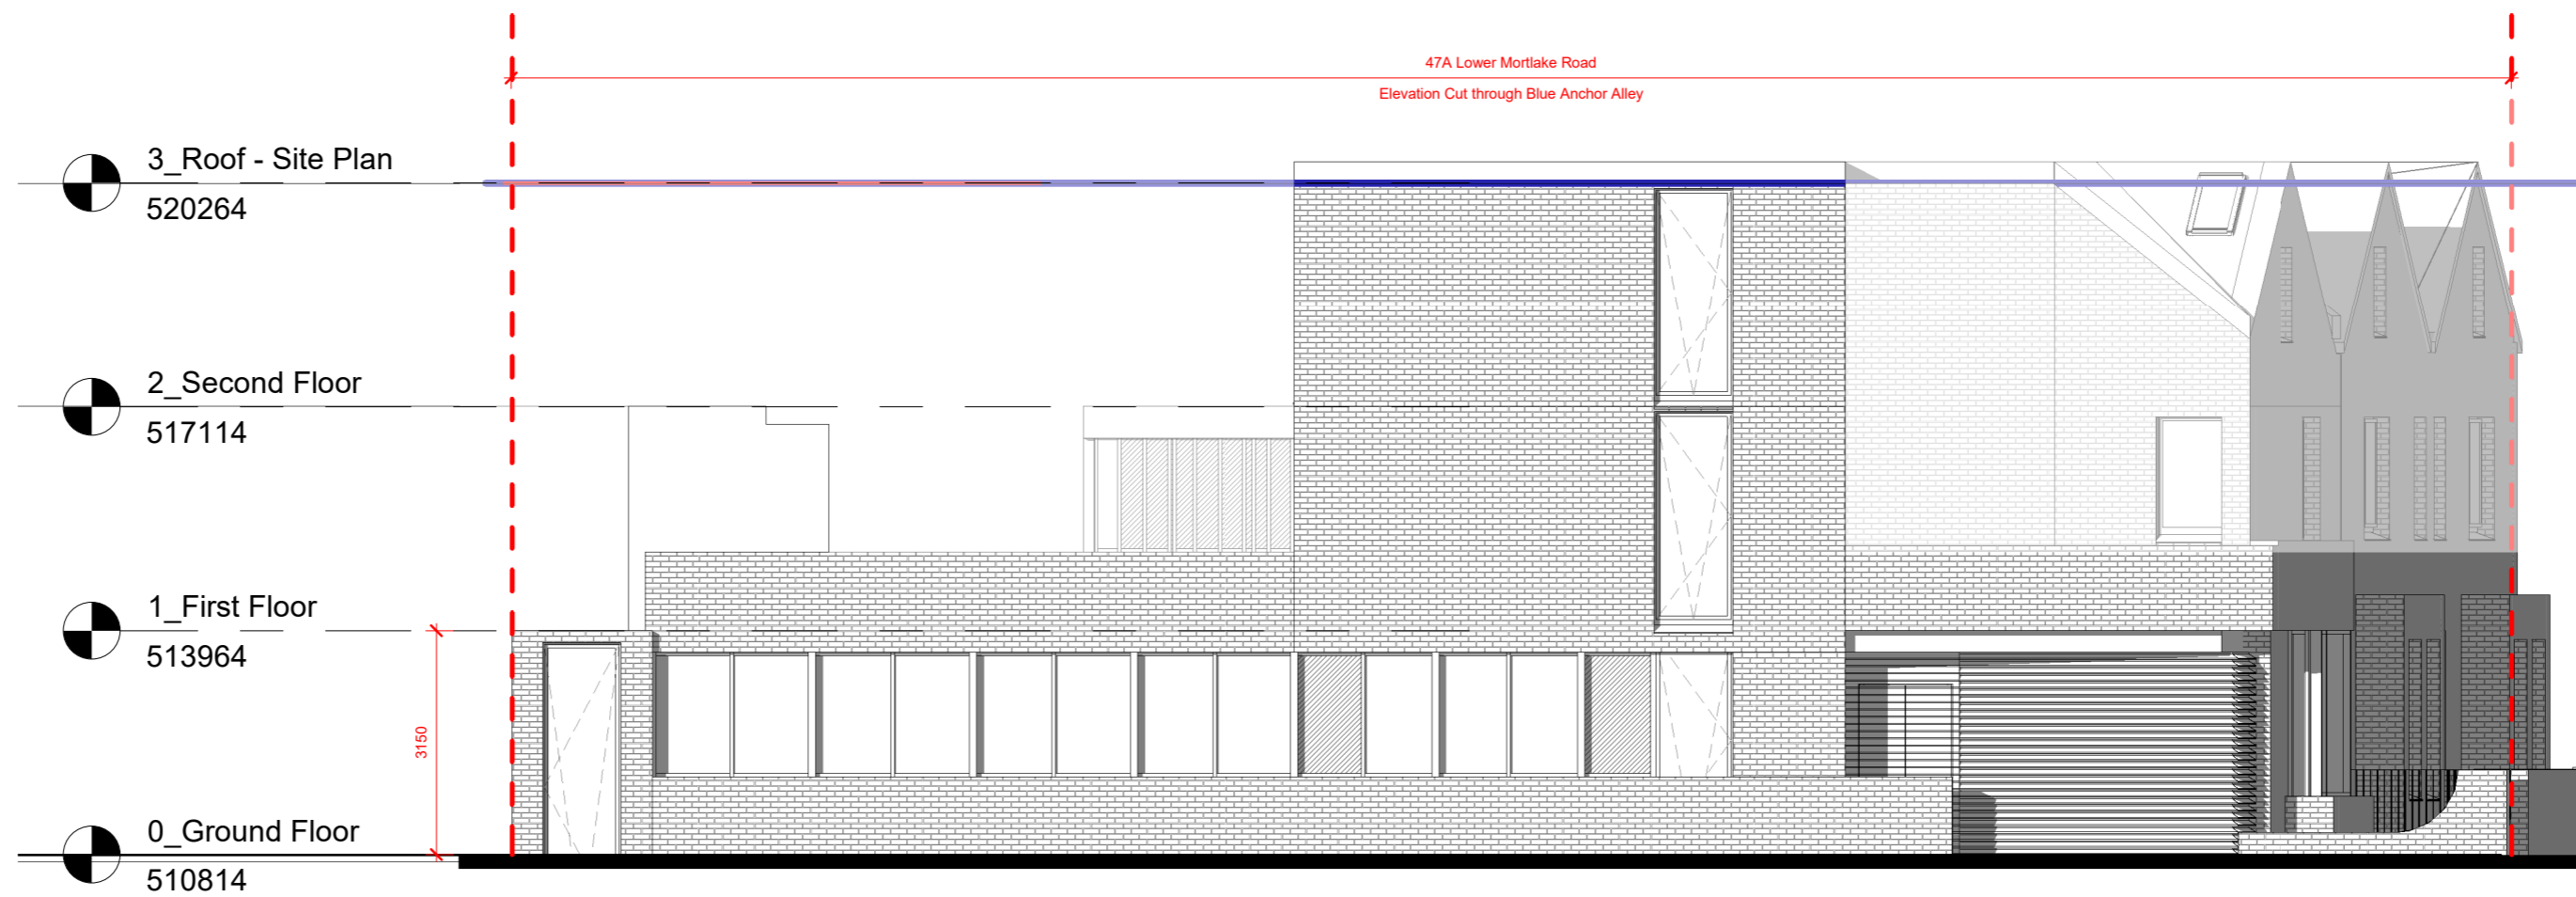 47A Lower Mortlake Road
Elevation Cut through Blue Anchor Alley
3_Roof - Site Plan
520264
2_Second Floor
517114
1_First Floor
513964
3150
0_Ground Floor
510814